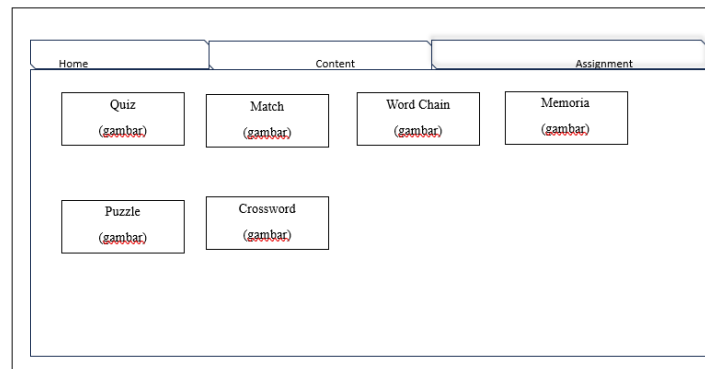 Home Content Assignment
Quiz Match Word Chain Memoria
(gambar) (gambar) (gambar) (gambar)
Puzzle Crossword
(gambar) (gambar)